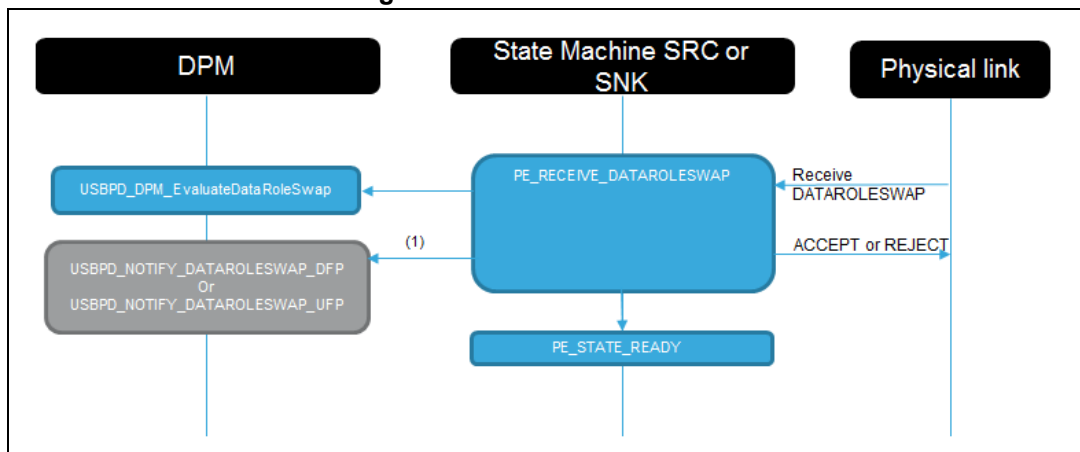 DPM
State Machine SRC or
SNK
Physical link
USBPD_DPM_EvaluateDataRoleSwap
PE_RECEIVE_DATAROLESWAP
Receive
DATAROLESWAP
(1)
ACCEPT or REJECT
USBPD_NOTIFY_DATAROLESWAP_DFP
Or
USBPD_NOTIFY_DATAROLESWAP_UFP
PE_STATE_READY